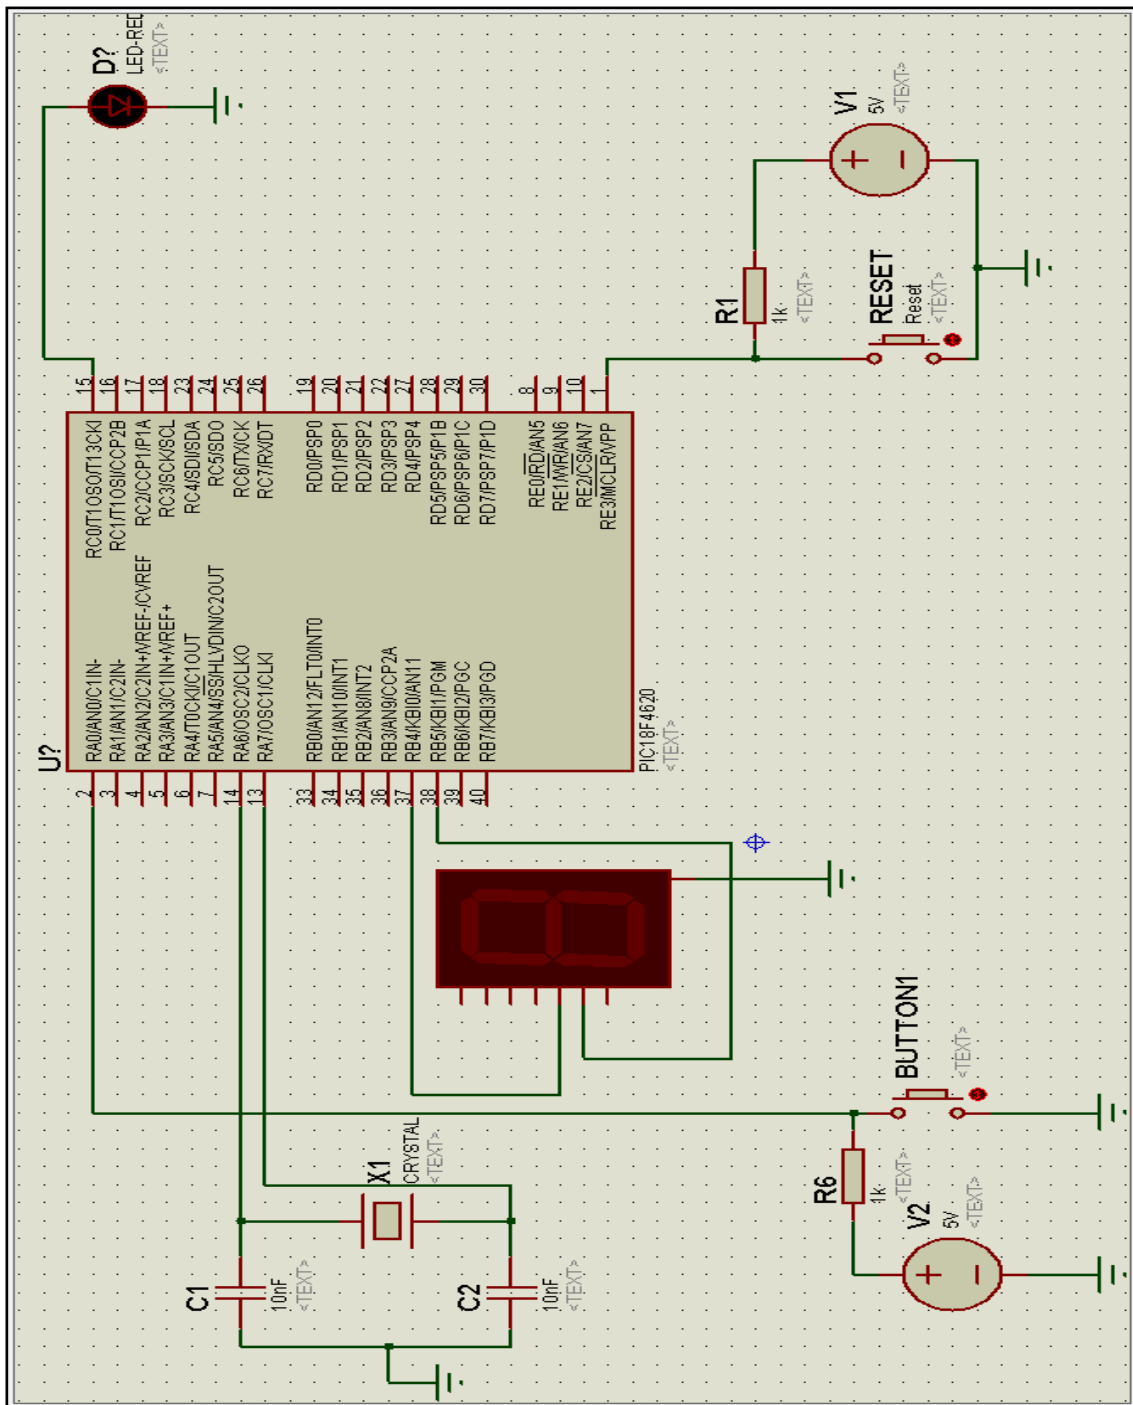 D?
LED-RED
<TEXT>
V1
5V
<TEXT>
R1
1k
<TEXT>
RESET
Reset
<TEXT>
15
16
17
18
23
24
25
26
19
20
21
22
27
28
29
30
8
9
10
1
RC0/T1OSO/T13CKI
RC1/T1OSI/CCP2B
RC2/CCP1/P1A
RC3/SCK/SCL
RC4/SDI/SDA
RC5/SDO
RC6/TX/CK
RC7/RX/DT
RD0/PSP0
RD1/PSP1
RD2/PSP2
RD3/PSP3
RD4/PSP4
RD5/PSP5/P1B
RD6/PSP6/P1C
RD7/PSP7/P1D
RE0/RD/AN5
RE1/WR/AN6
RE2/CS/AN7
RE3/MCLR/VPP
U?
RA0/AN0/C1IN-
RA1/AN1/C2IN-
RA2/AN2/C2IN+/VREF-/CVREF
RA3/AN3/C1IN+/VREF+
RA4/T0CKI/C1OUT
RA5/AN4/SS/HLVDIN/C2OUT
RA6/OSC2/CLKO
RA7/OSC1/CLKI
RB0/AN12/FLT0/INT0
RB1/AN10/INT1
RB2/AN8/INT2
RB3/AN9/CCP2A
RB4/KBI0/AN11
RB5/KBI1/PGM
RB6/KBI2/PGC
RB7/KBI3/PGD
PIC18F4620
<TEXT>
2
3
4
5
6
7
14
13
33
34
35
36
37
38
39
40
BUTTON1
<TEXT>
X1
CRYSTAL
<TEXT>
R6
1k
<TEXT>
V2
5V
<TEXT>
C1
10nF
<TEXT>
C2
10nF
<TEXT>